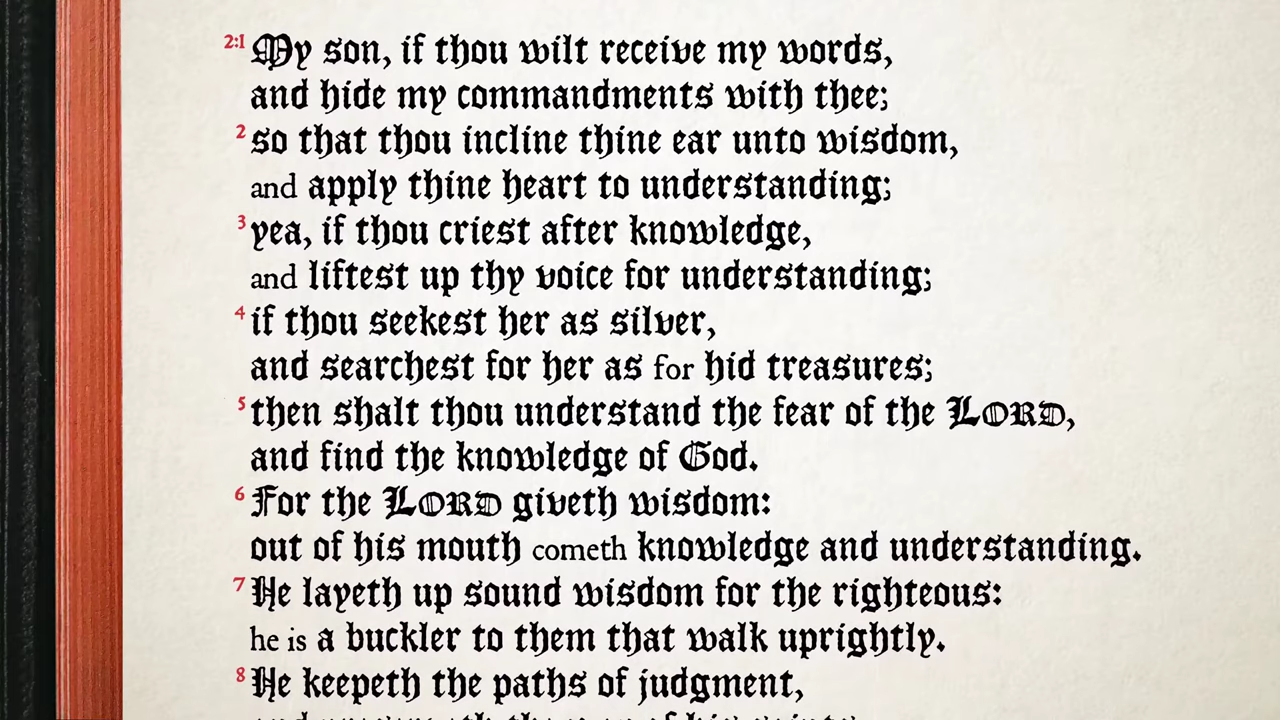 2:1 My son, if thou wilt receive my words,
and hide my commandments with thee;
2 so that thou incline thine ear unto wisdom,
and apply thine heart to understanding;
3 yea, if thou criest after knowledge,
and liftest up thy voice for understanding;
4 if thou seekest her as silver,
and searchest for her as for hid treasures;
5 then shalt thou understand the fear of the LORD,
and find the knowledge of God.
6 For the LORD giveth wisdom:
out of his mouth cometh knowledge and understanding.
7 He layeth up sound wisdom for the righteous:
he is a buckler to them that walk uprightly.
8 He keepeth the paths of judgment,